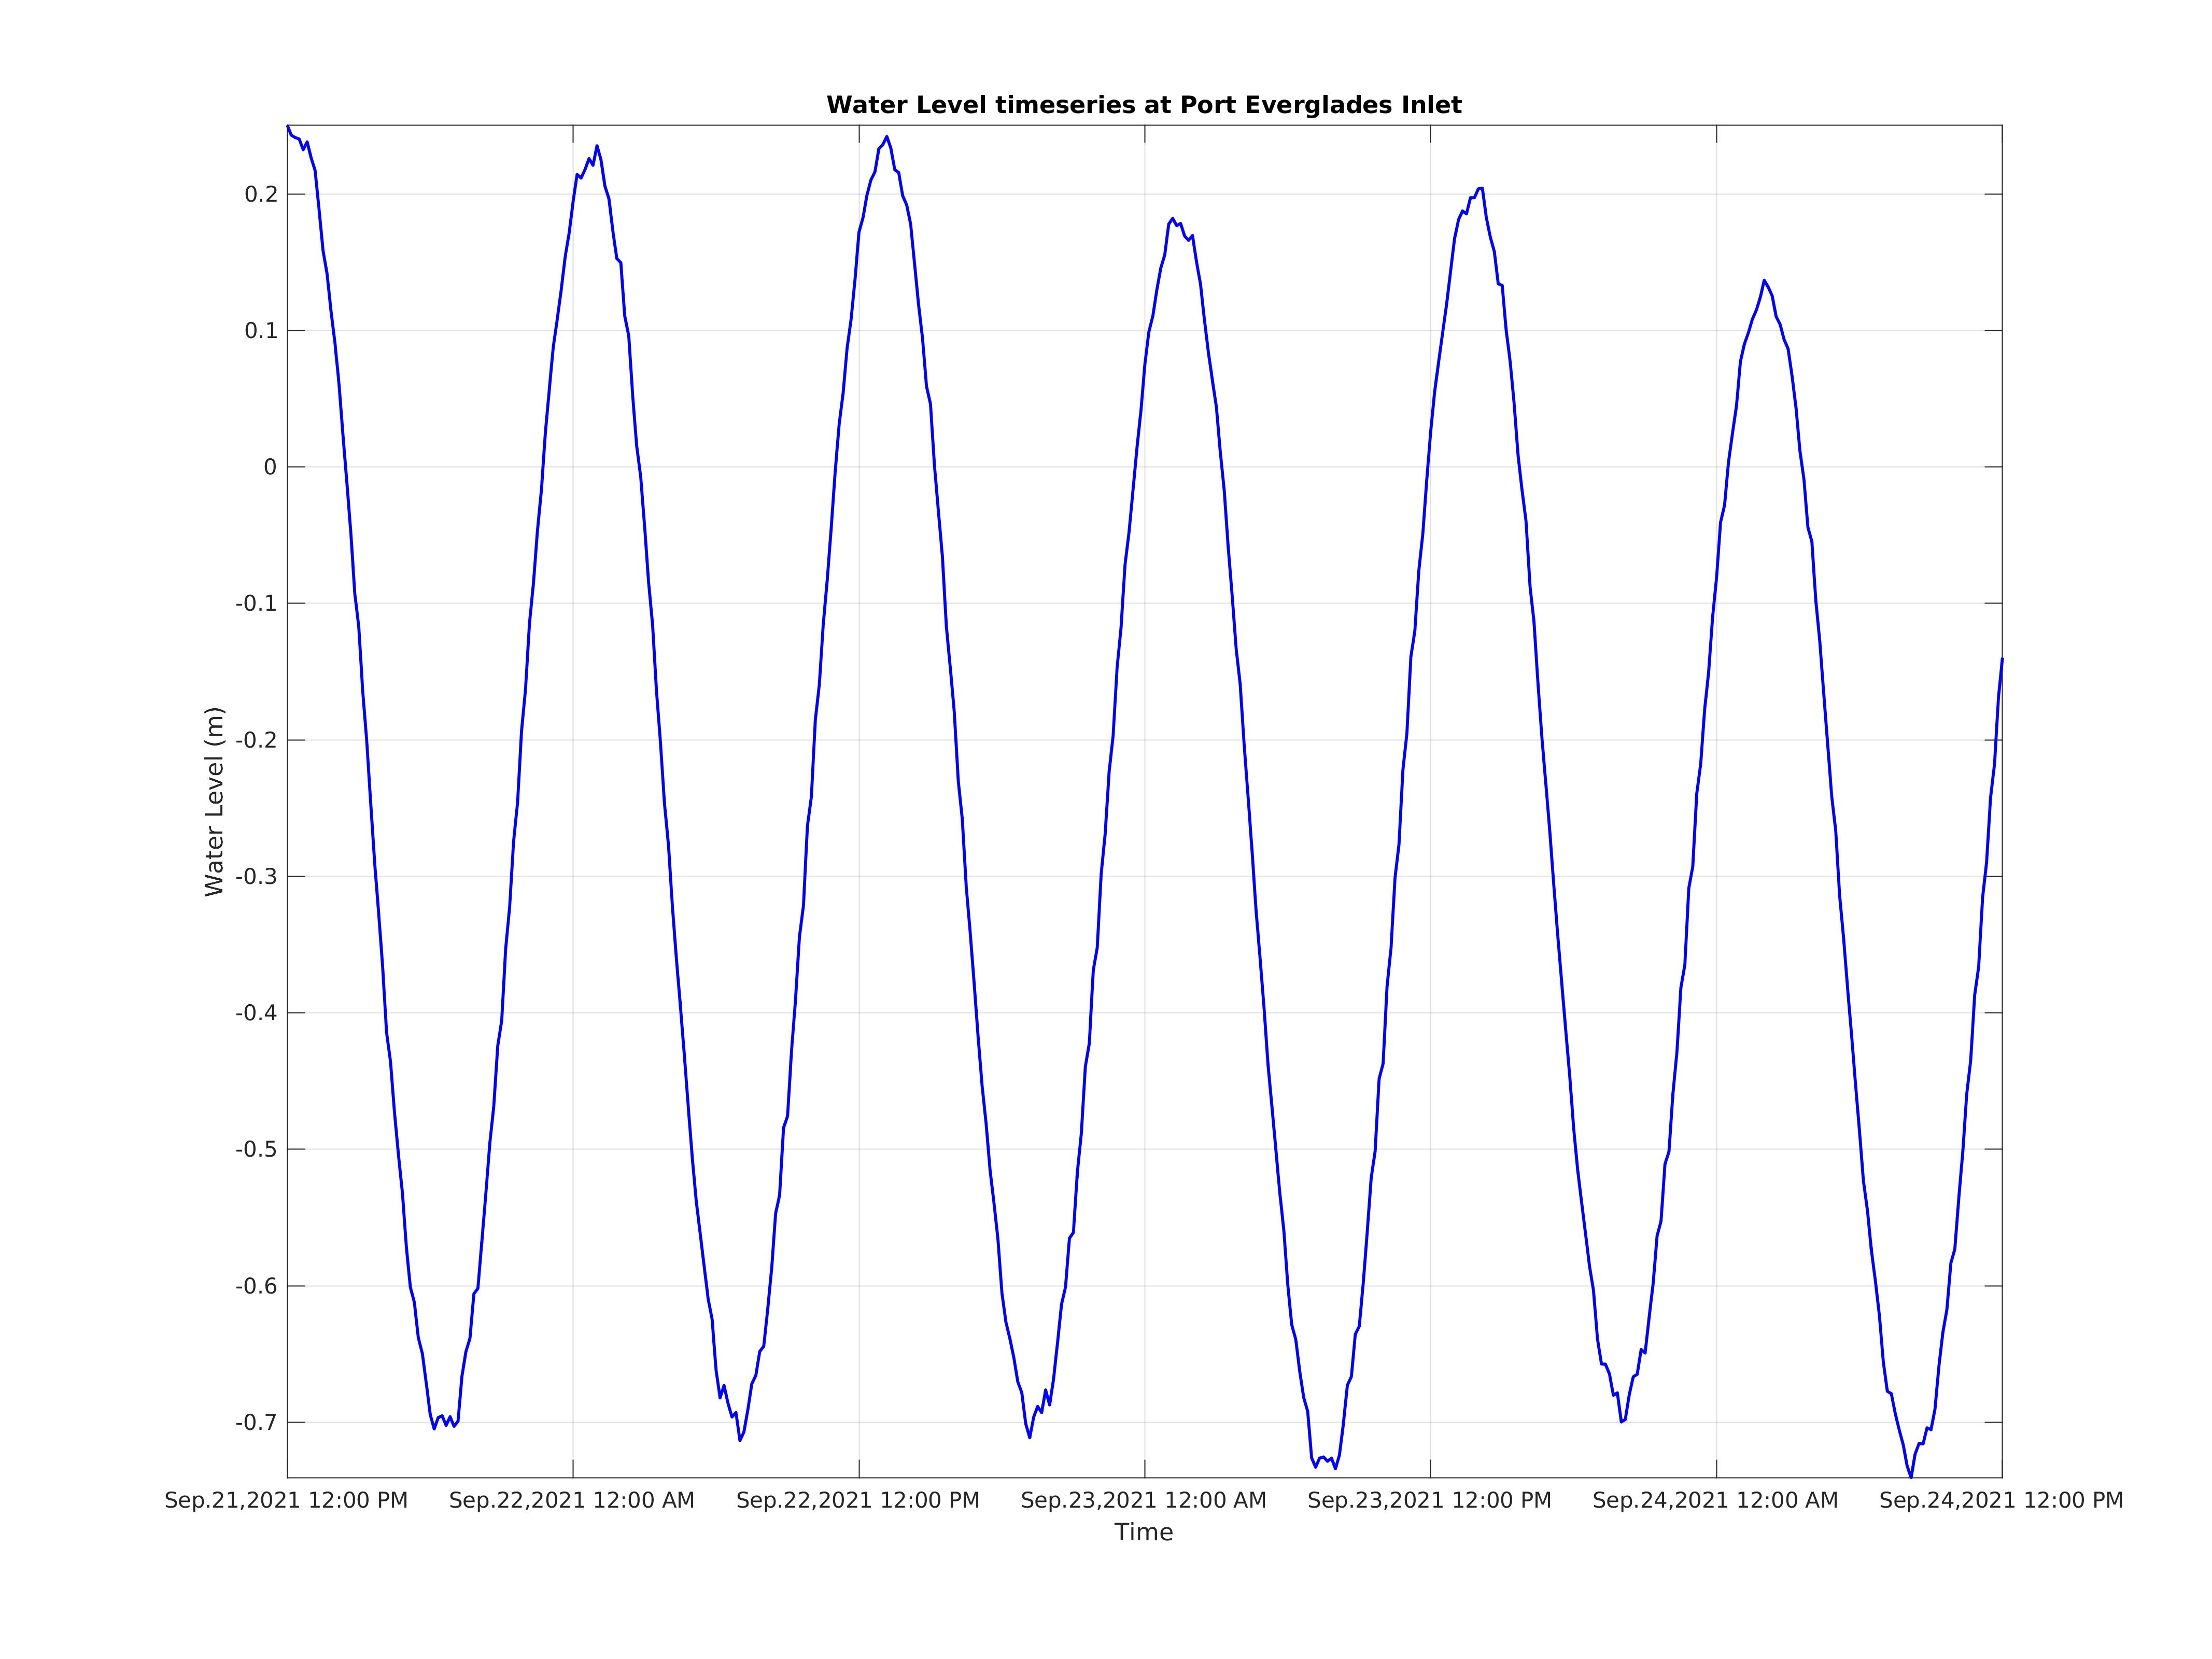 Water Level timeseries at Port Everglades Inlet
0.2
0.1
0
-0.1
-0.2
-0.3
-0.4
-0.5
-0.6
-0.7
Water Level (m)
Sep.21,2021 12:00 PM
Sep.22,2021 12:00 AM
Sep.22,2021 12:00 PM
Sep.23,2021 12:00 AM
Sep.23,2021 12:00 PM
Sep.24,2021 12:00 AM
Sep.24,2021 12:00 PM
Time